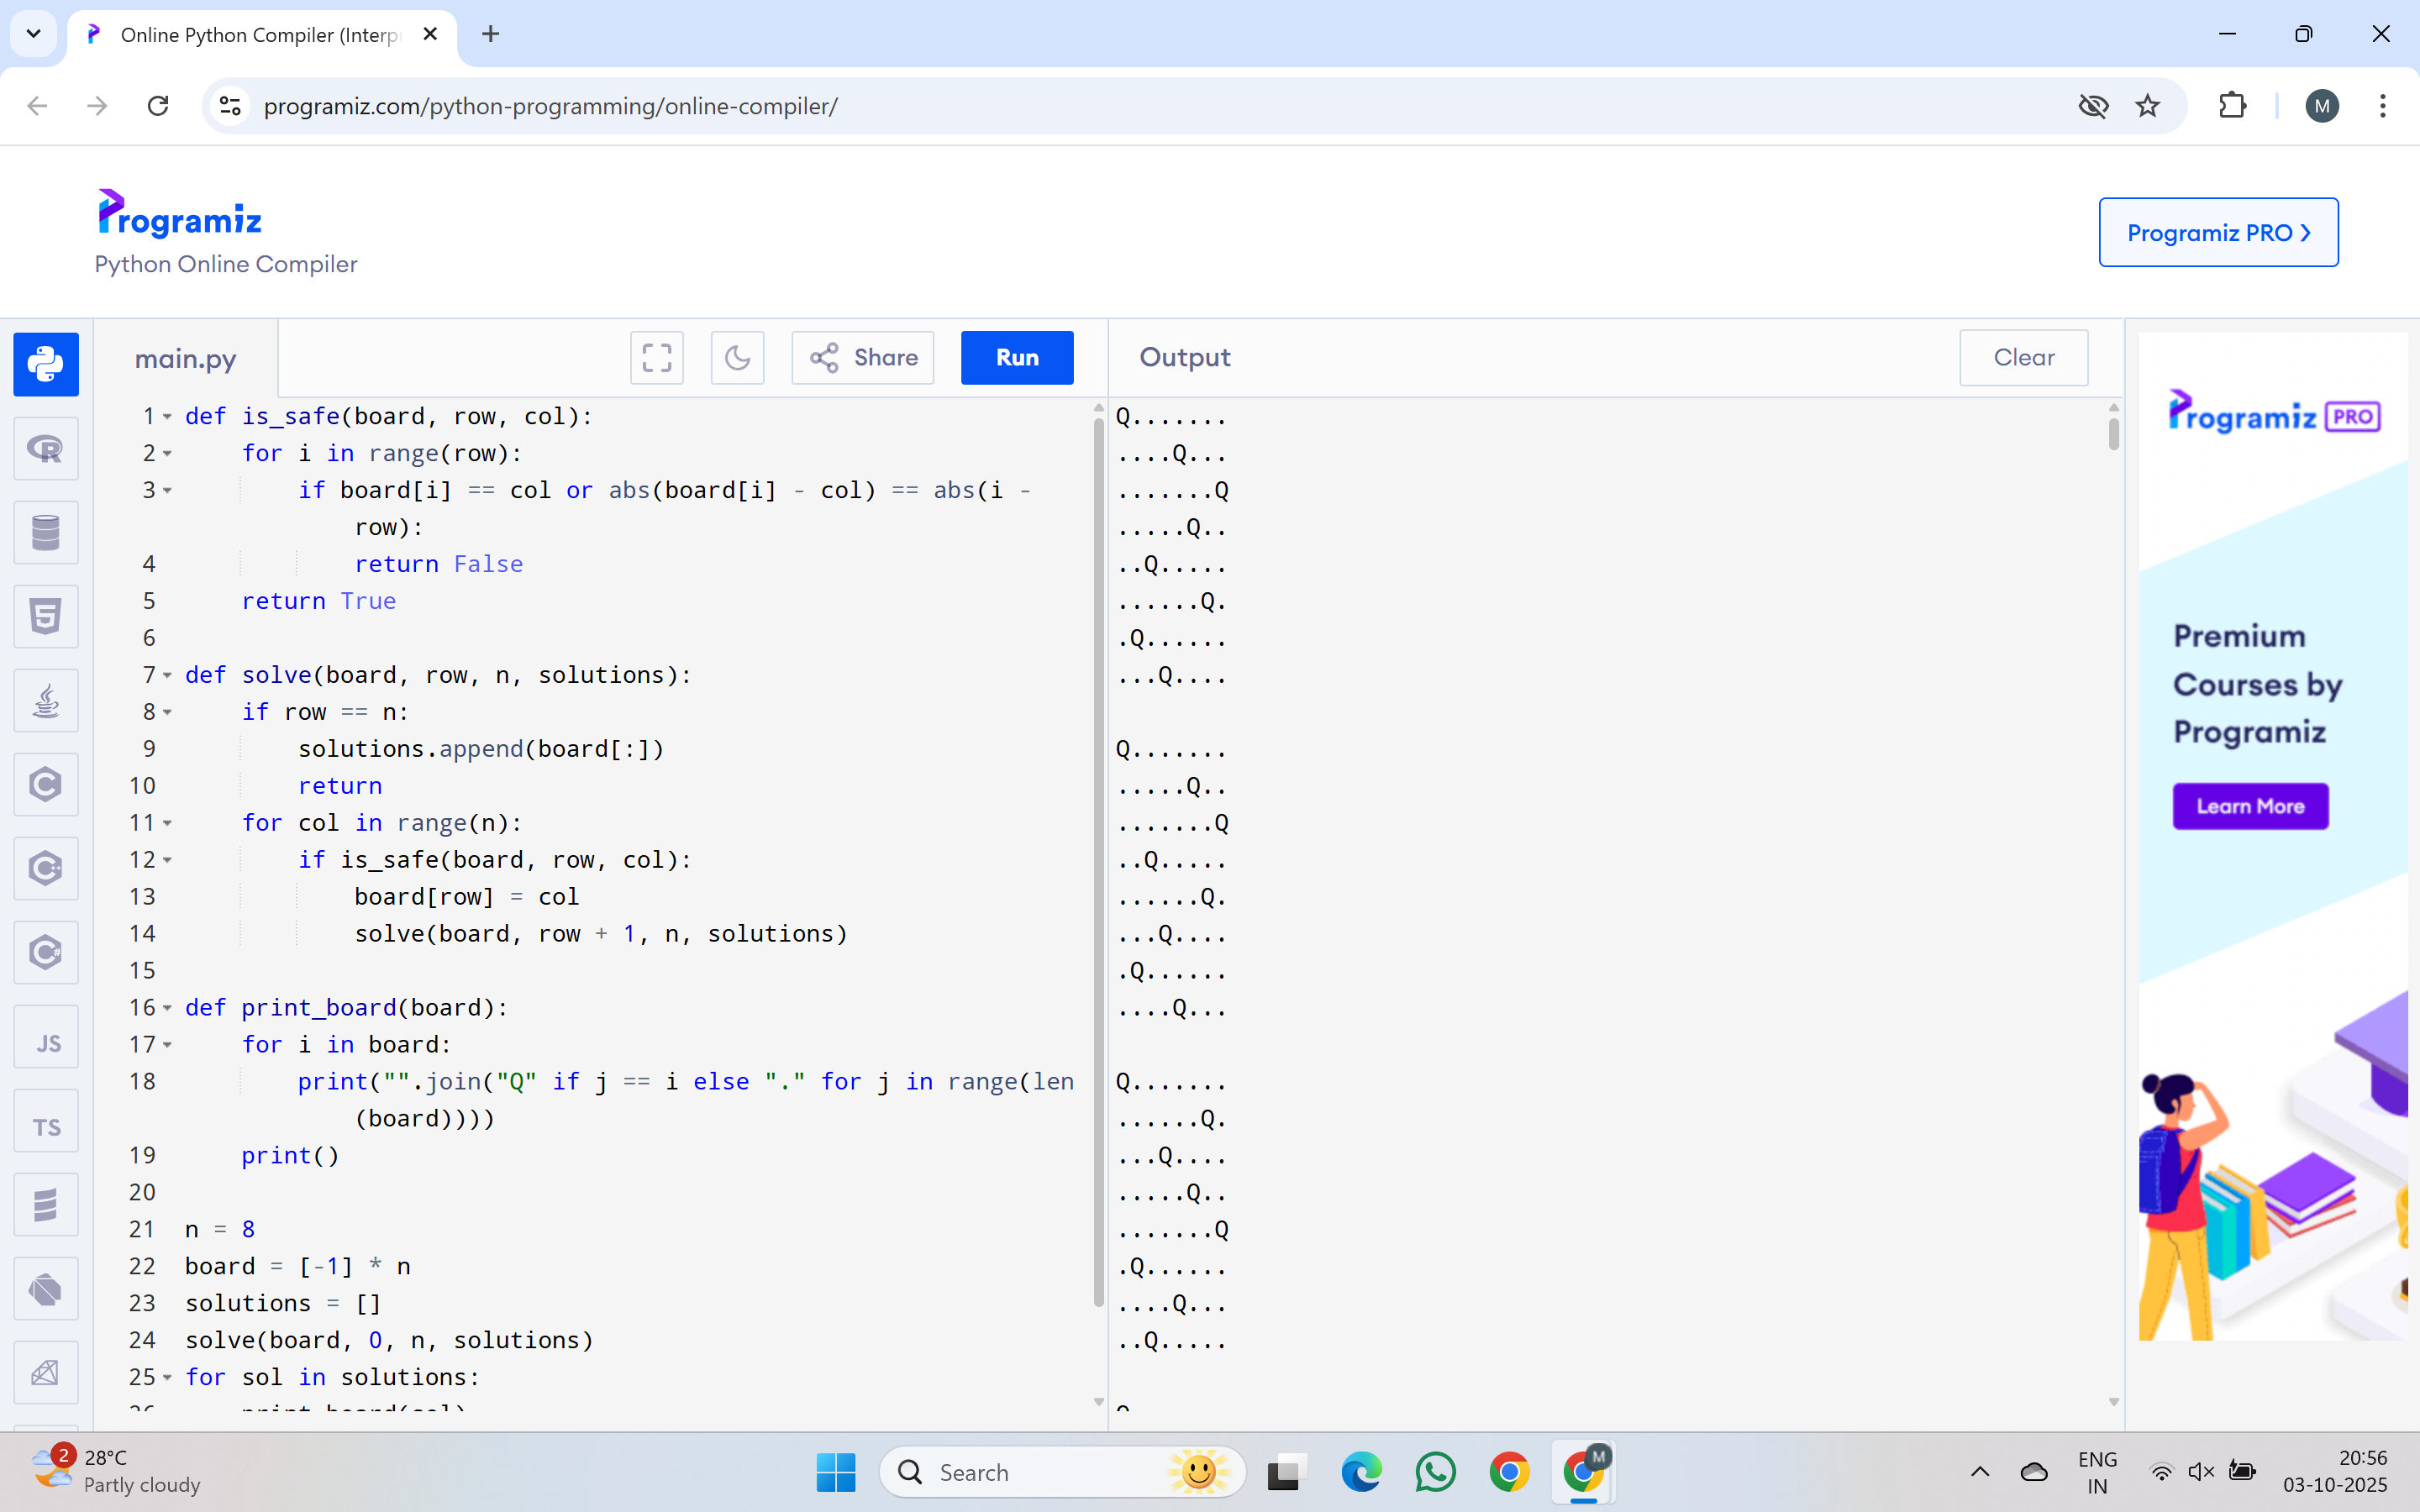 Online Python Compiler (Interp
programiz.com/python-programming/online-compiler/
M
Programiz
Python Online Compiler
Programiz PRO ❯
main.py
Share
Run
Output
Clear
1 def is_safe(board, row, col):
2     for i in range(row):
3         if board[i] == col or abs(board[i] - col) == abs(i -
            row):
4             return False
5     return True
6
7 def solve(board, row, n, solutions):
8     if row == n:
9         solutions.append(board[:])
10         return
11     for col in range(n):
12         if is_safe(board, row, col):
13             board[row] = col
14             solve(board, row + 1, n, solutions)
15
16 def print_board(board):
17     for i in board:
18         print("".join("Q" if j == i else "." for j in range(len
            (board))))
19     print()
20
21 n = 8
22 board = [-1] * n
23 solutions = []
24 solve(board, 0, n, solutions)
25 for sol in solutions:
Q.......
....Q...
.......Q
.....Q..
..Q.....
......Q.
.Q......
...Q....
Q.......
.....Q..
.......Q
..Q.....
......Q.
...Q....
.Q......
....Q...
Q.......
......Q.
...Q....
.....Q..
.......Q
.Q......
....Q...
..Q.....
JS
TS
Programiz PRO
Premium
Courses by
Programiz
Learn More
2
28°C
Partly cloudy
Search
M
ENG
IN
20:56
03-10-2025